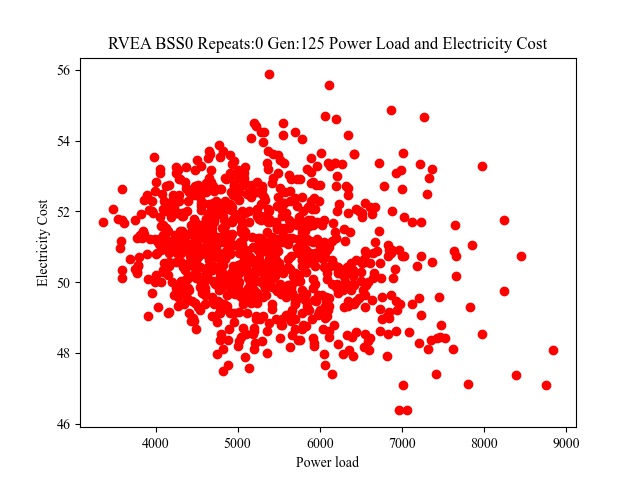 RVEA BSS0 Repeats:0 Gen:125 Power Load and Electricity Cost
56
54
52
50
48
46
Electricity Cost
4000 5000 6000 7000 8000 9000
Power load